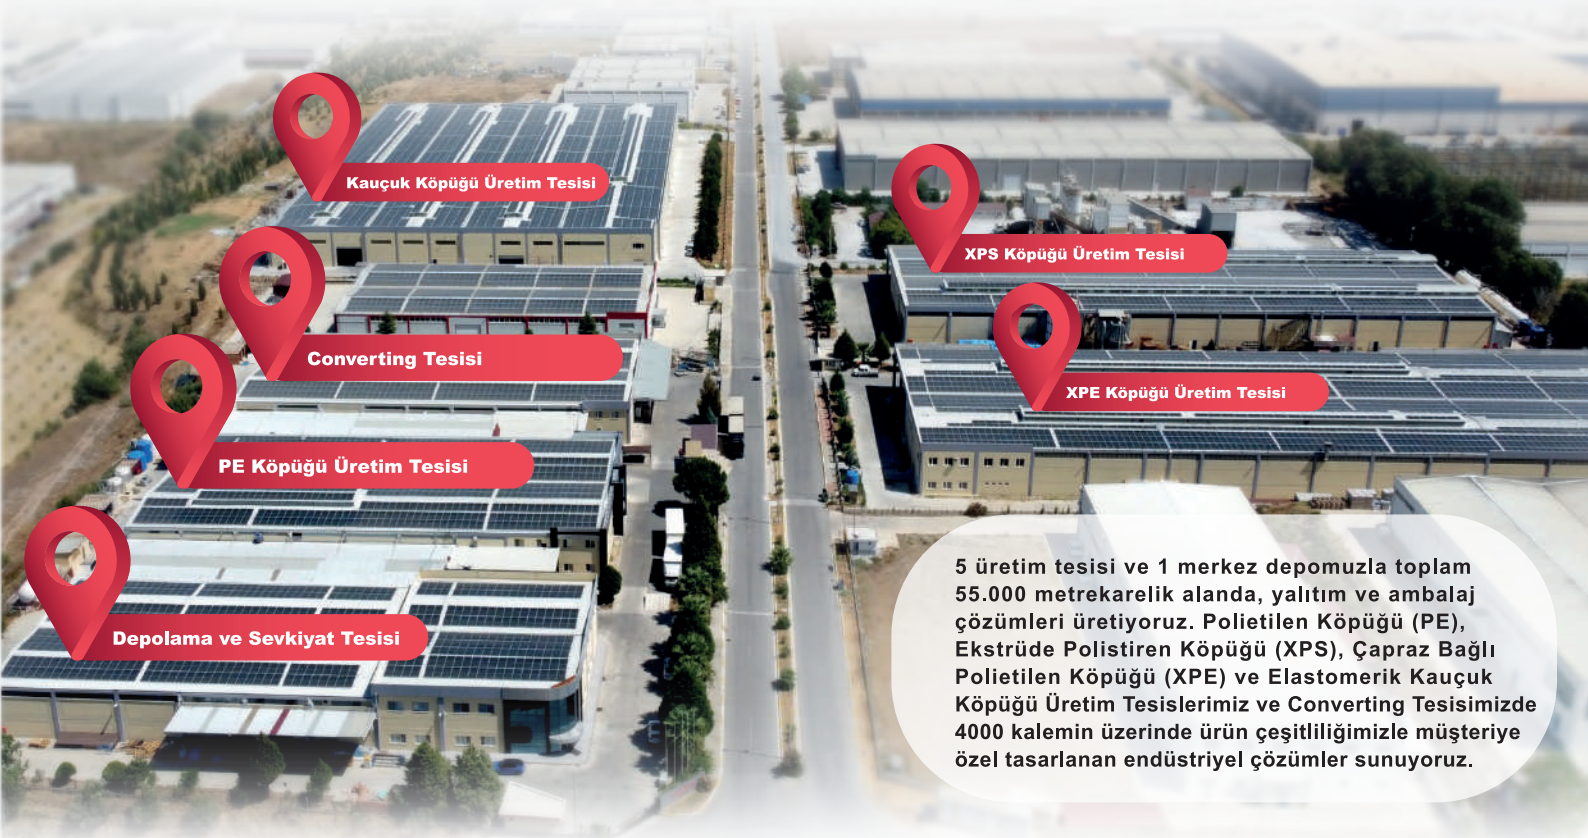 Kauçuk Köpüğü Üretim Tesisi
XPS Köpüğü Üretim Tesisi
Converting Tesisi
XPE Köpüğü Üretim Tesisi
PE Köpüğü Üretim Tesisi
Depolama ve Sevkiyat Tesisi
5 üretim tesisi ve 1 merkez depomuzla toplam
55.000 metrekarelik alanda, yalıtım ve ambalaj
çözümleri üretiyoruz. Polietilen Köpüğü (PE),
Ekstrüde Polistiren Köpüğü (XPS), Çapraz Bağlı
Polietilen Köpüğü (XPE) ve Elastomerik Kauçuk
Köpüğü Üretim Tesislerimiz ve Converting Tesisimizde
4000 kalemin üzerinde ürün çeşitliliğimizle müşteriye
özel tasarlanan endüstriyel çözümler sunuyoruz.